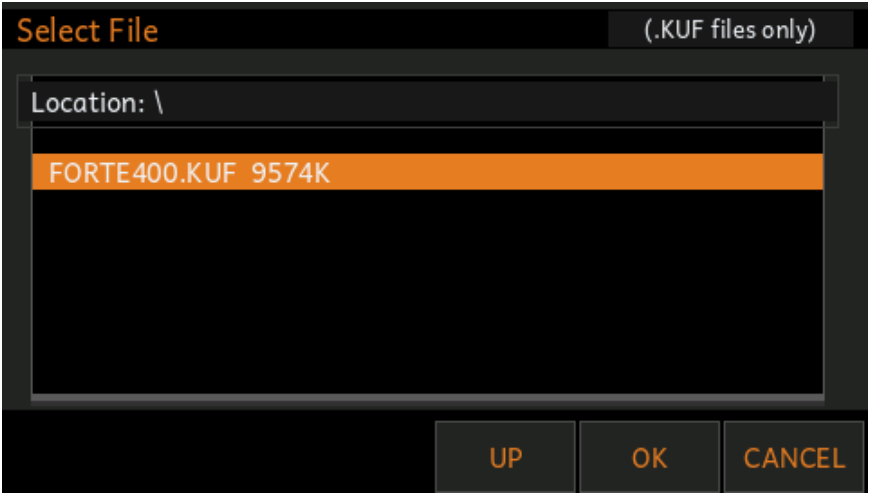 Select File
(.KUF files only)
Location: \
FORTE400.KUF 9574K
UP
OK
CANCEL